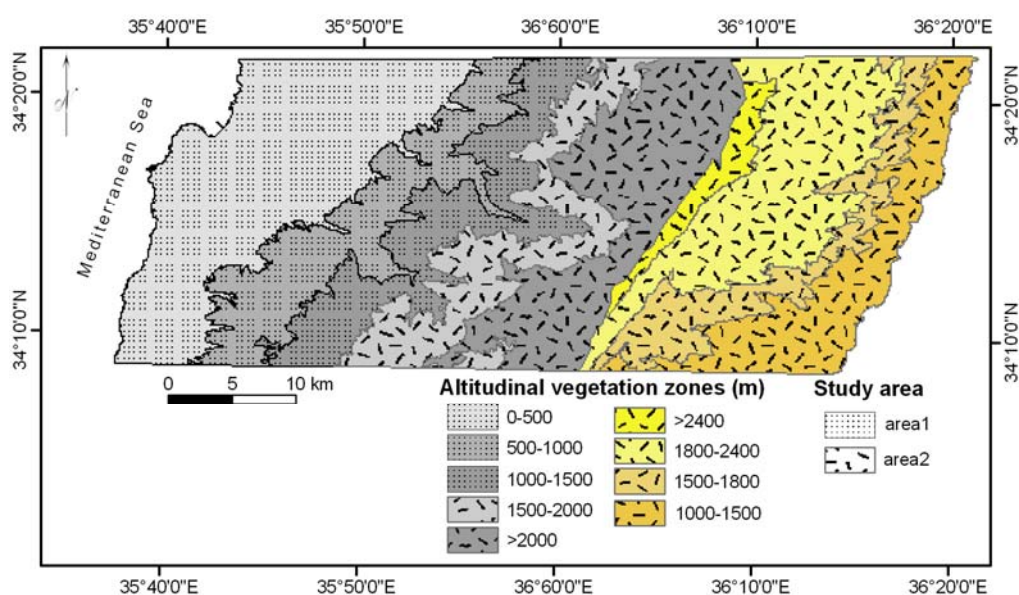 35°40'0"E 35°50'0"E 36°60'0"E 36°10'0"E 36°20'0"E
34°20'0"N 34°20'0"N
Mediterranean Sea
34°10'0"N 34°10'0"N
0 5 10 km
Altitudinal vegetation zones (m) Study area
0-500 >2400 area1
500-1000 1800-2400 area2
1000-1500 1500-1800
1500-2000 1000-1500
>2000
35°40'0"E 35°50'0"E 36°60'0"E 36°10'0"E 36°20'0"E